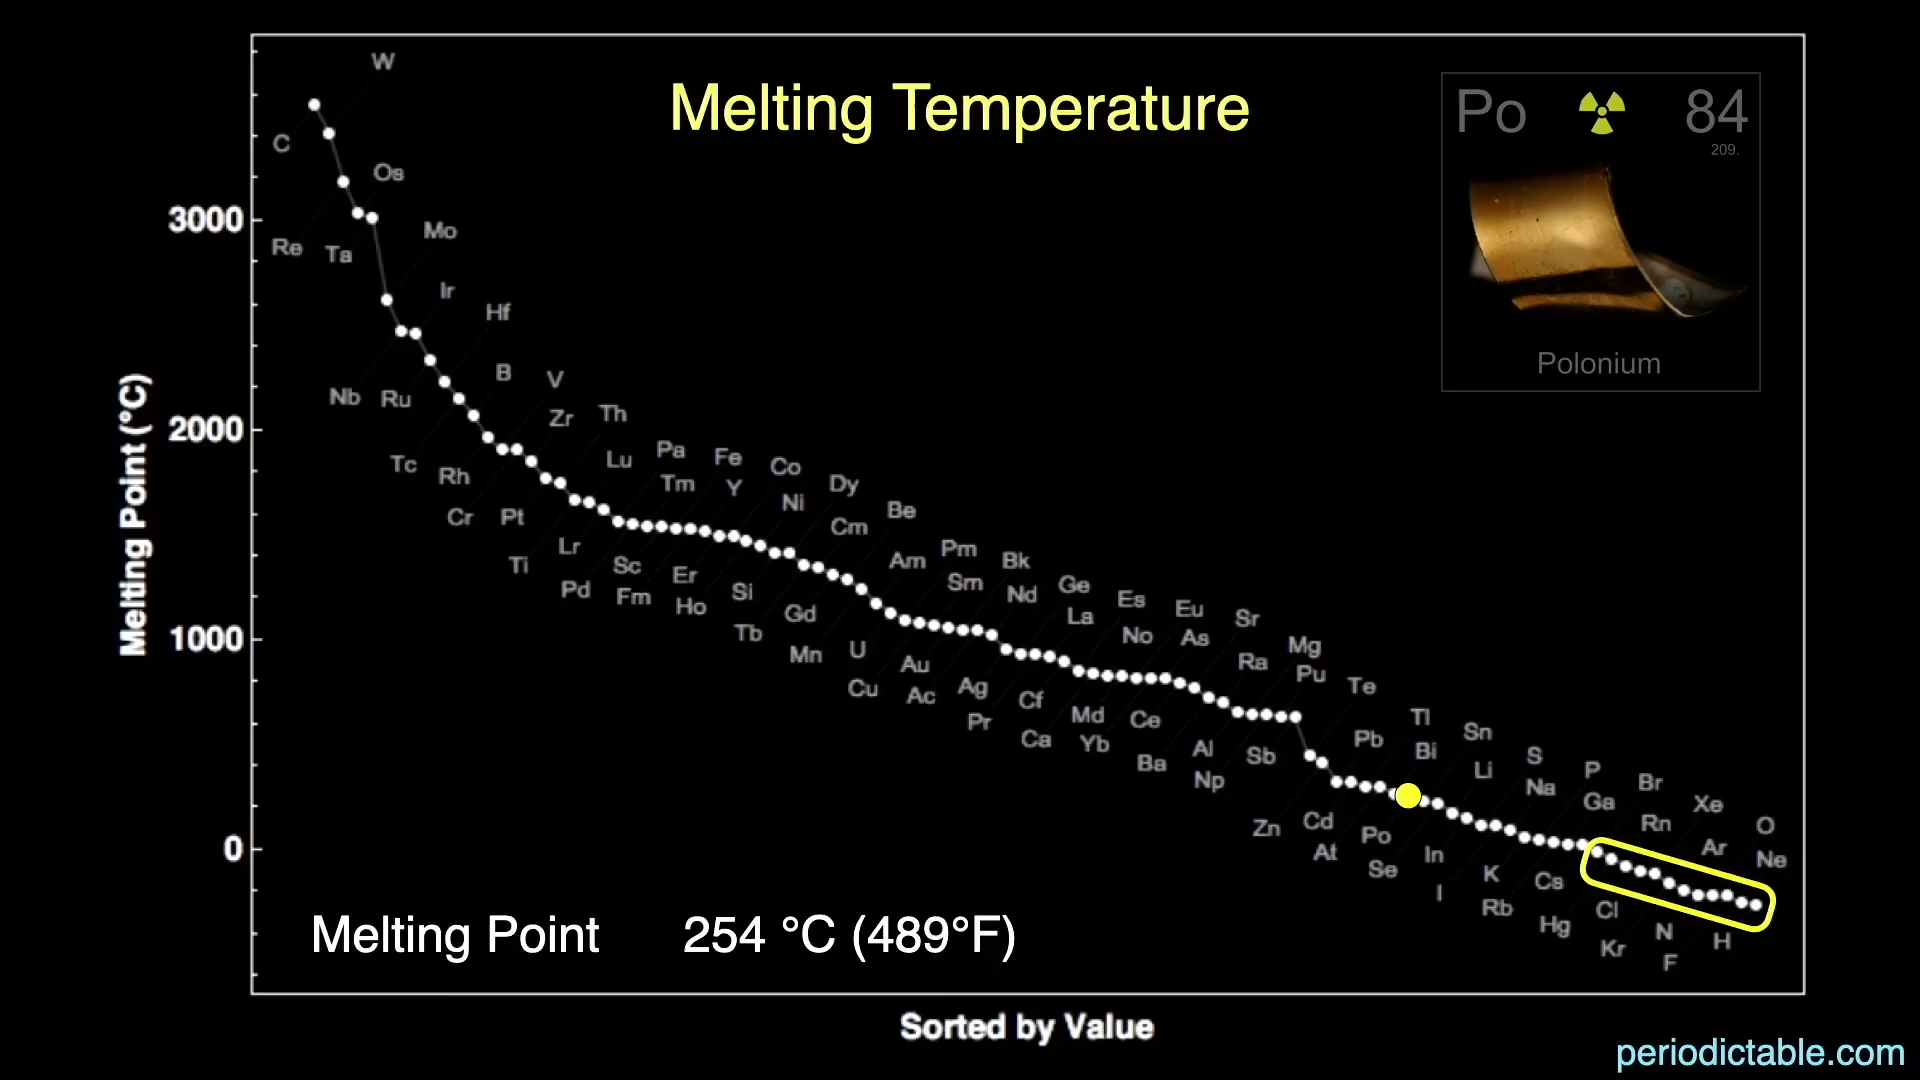 Melting Temperature
Po 84
209.
Polonium
Melting Point (°C)
3000
2000
1000
0
W
C
Os
Re Ta
Mo
Ir
Hf
B V
Nb Ru
Zr Th
Tc Rh
Lu Pa Fe Co
Tm Y Ni Dy
Cr Pt
Be
Cm
Ti Lr
Pd Sc Er
Fm Ho Si
Am Pm Bk
Sm Nd Ge
Tb Gd
La Es Eu Sr
Mn U
No As Mg
Cu Au
Ra Pu
Ac Ag
Te
Pr Cf
Md Ce
Tl Sn
Ca Yb
Pb Bi
Ba Al Sb
Li S P Br
Np
Na Ga Xe
Zn Cd Po
Rn O
At Se In
Ar Ne
I K Cs
Rb Hg Cl
Kr N H
F
Melting Point 254 °C (489°F)
Sorted by Value
periodictable.com